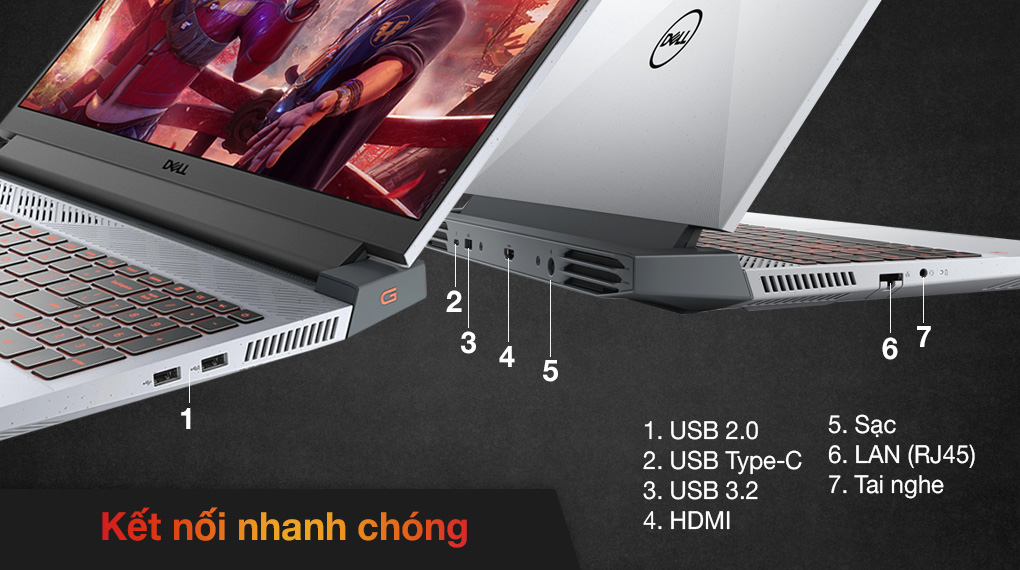 DELL
DELL
G
1
2
3
4
5
6
7
1. USB 2.0
2. USB Type-C
3. USB 3.2
4. HDMI
5. Sạc
6. LAN (RJ45)
7. Tai nghe
Kết nối nhanh chóng